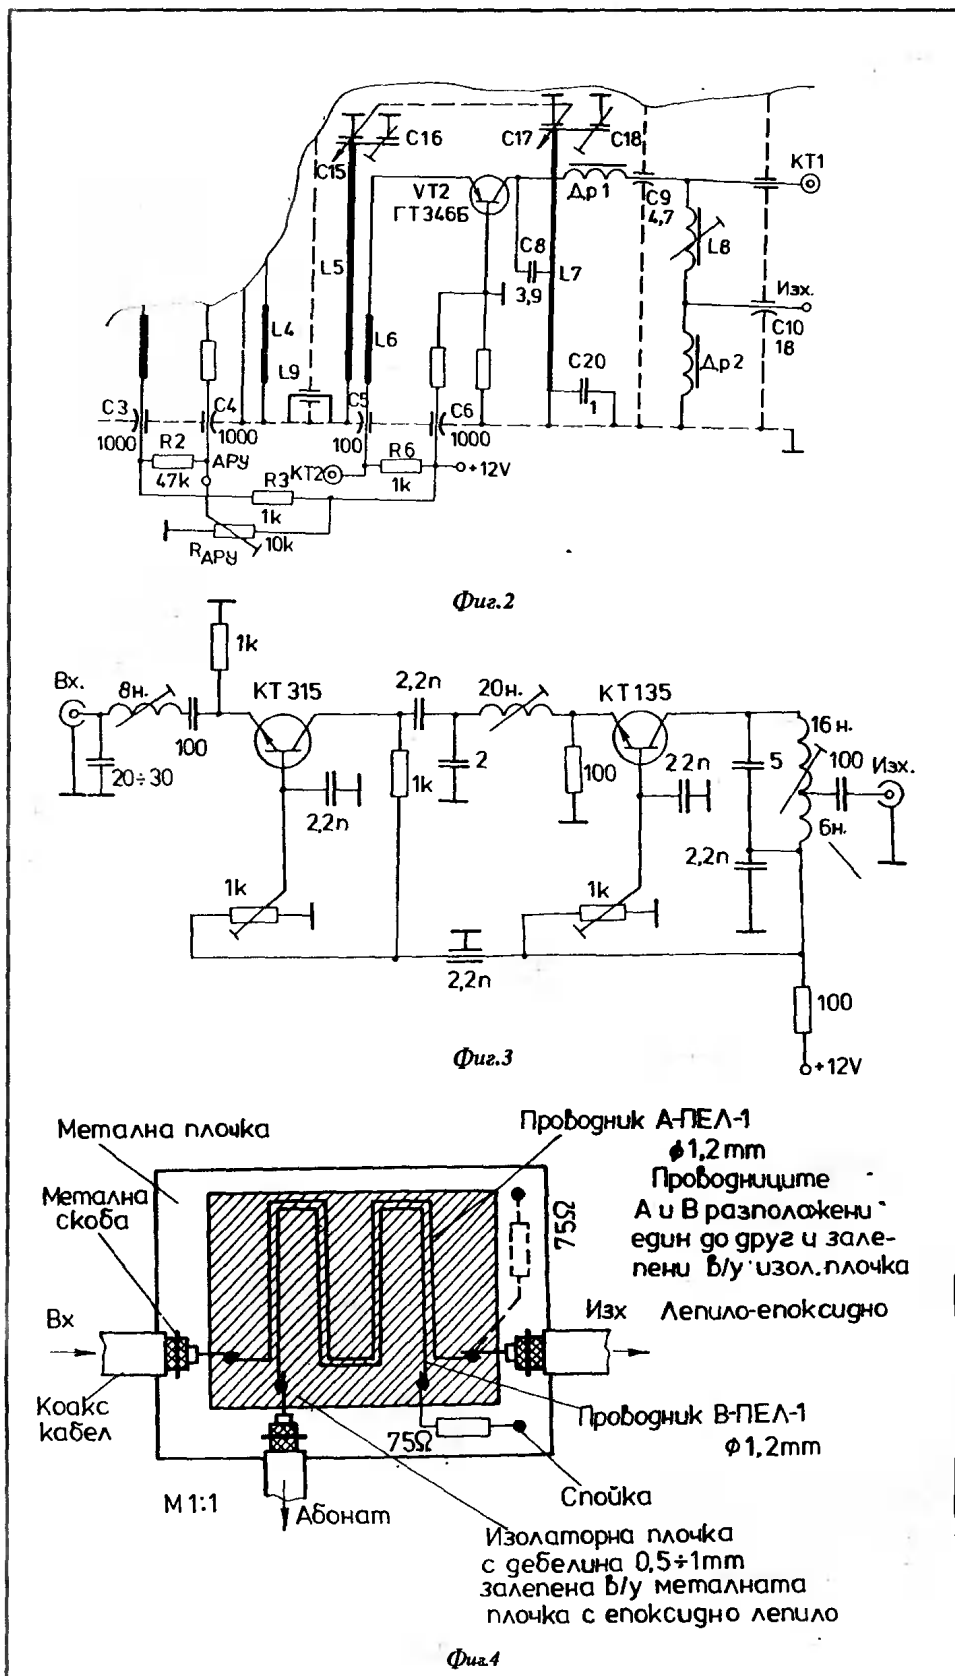 C16
C15
C17
C18
KT1
VT2
ГТ346Б
Др1
C9
4,7
L8
C8
3,9
L7
L5
Изх.
C10
18
L4
L6
L9
Др2
C20
1
C3
1000
C4
1000
C5
100
C6
1000
R2
47k
АРУ
KT2
R6
1k
+12V
R3
1k
RАРУ
10k
Фиг.2
1k
Вх.
8н.
KT 315
2,2n
20н.
KT135
16н.
100
20÷30
2
1k
100
5
100
Изх.
2,2n
2 2n
6н.
2,2n
1k
1k
2,2n
100
+12V
Фиг.3
Метална плочка
Проводник А-ПЕЛ-1
ϕ1,2mm
Метална
скоба
75Ω
Проводниците
А и В разположени
един до друг и зале-
пени в/у изол. плочка
Вх
Изх
Лепило-епоксидно
Коакс
кабел
75Ω
Проводник В-ПЕЛ-1
ϕ1,2mm
М 1:1
Абонат
Спойка
Изолаторна плочка
с дебелина 0,5÷1mm
залепена в/у металната
плочка с епоксидно лепило
Фиг.4